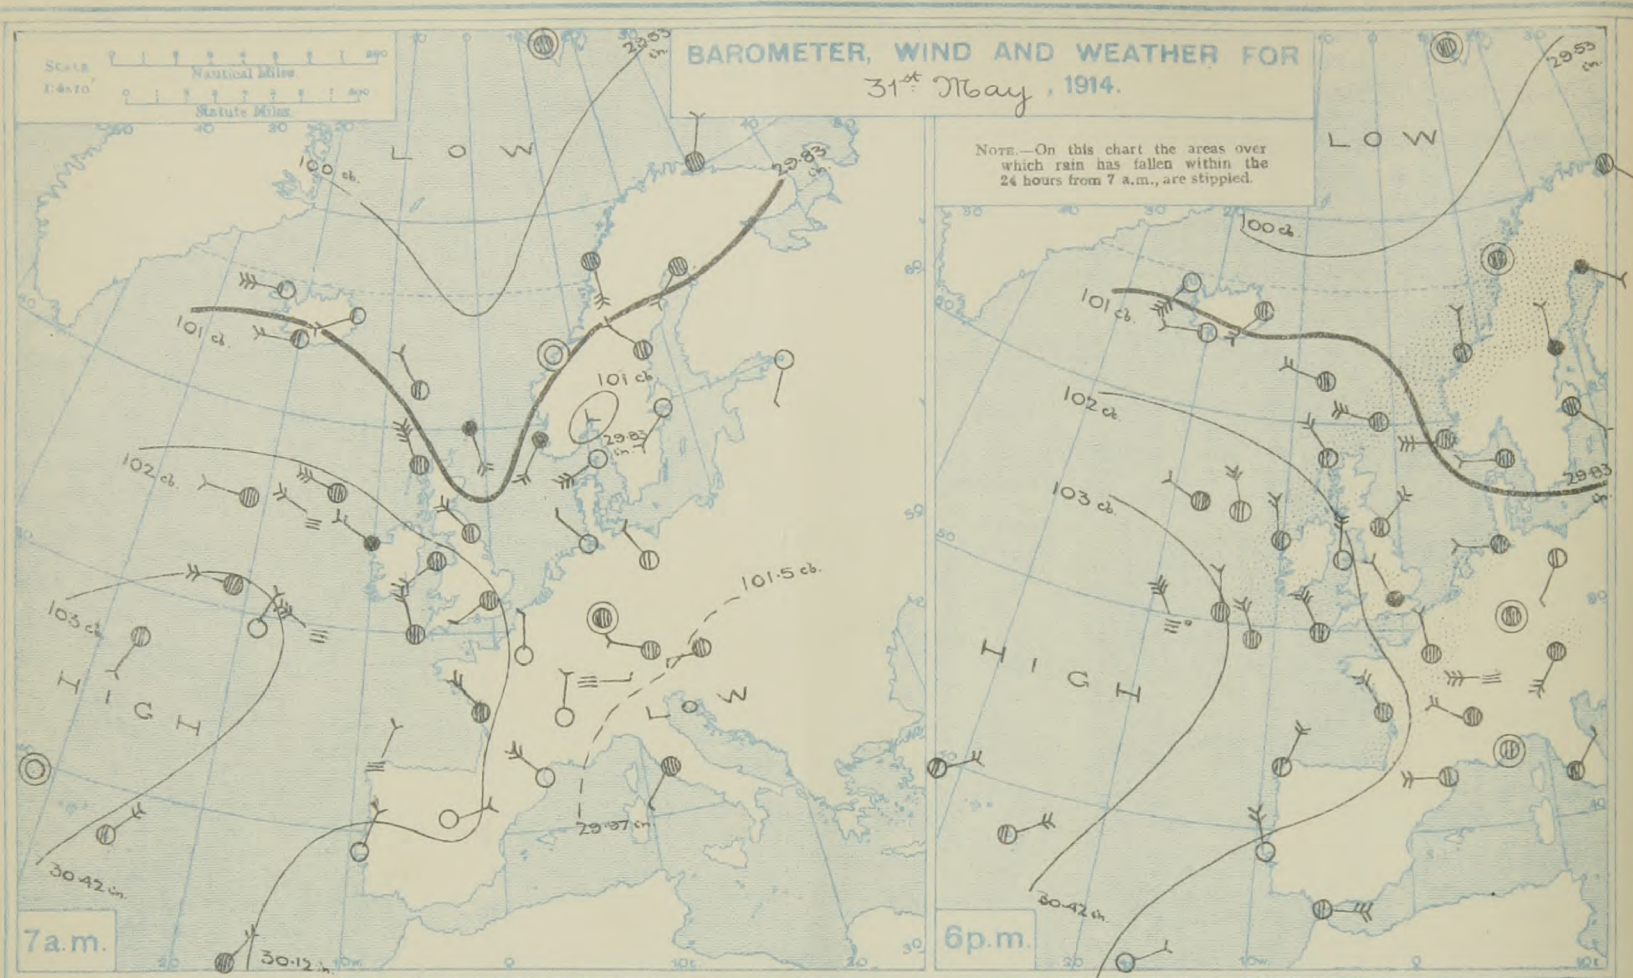 BAROMETER, WIND AND WEATHER FOR
31st May, 1914.
NOTE.—On this chart the areas over
which rain has fallen within the
24 hours from 7 a.m., are stippled.
Nautical Miles
Statute Miles
29·53
in.
LOW
100 cb.
29·83
in.
101 cb.
101 cb
29·83
in.
102 cb.
103 cb
101·5 cb.
HIGH
LOW
29·97 in.
30·42 in.
30·12 in.
7a.m.
29·53
in.
LOW
100 cb.
101 cb.
102 cb.
103 cb.
29·83
in.
HIGH
30·42 in.
6p.m.